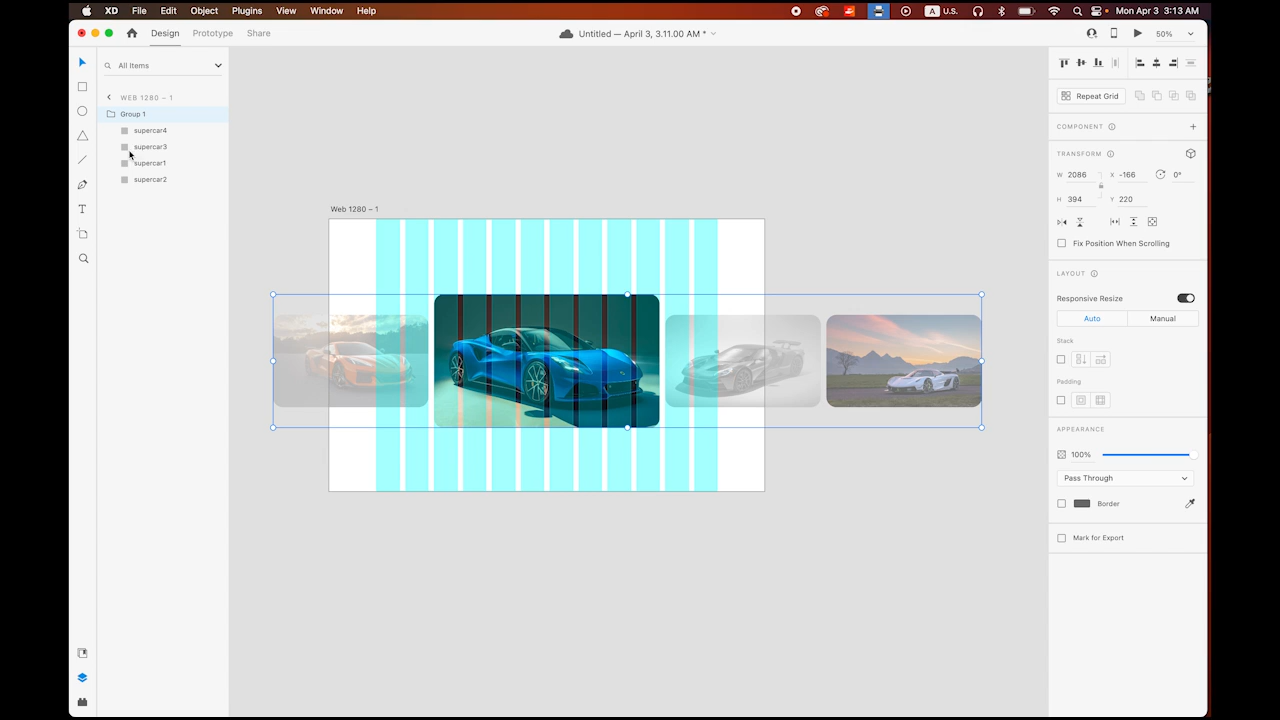 XD File Edit Object Plugins View Window Help A U.S. Mon Apr 3 3:13 AM
Design Prototype Share Untitled — April 3, 3.11.00 AM * 50%
All Items
WEB 1280 – 1
Group 1
supercar4
supercar3
supercar1
supercar2
Web 1280 – 1
Repeat Grid
COMPONENT
TRANSFORM
W 2086 X -166 0°
H 394 Y 220
Fix Position When Scrolling
LAYOUT
Responsive Resize
Auto Manual
Stack
Padding
APPEARANCE
100%
Pass Through
Border
Mark for Export